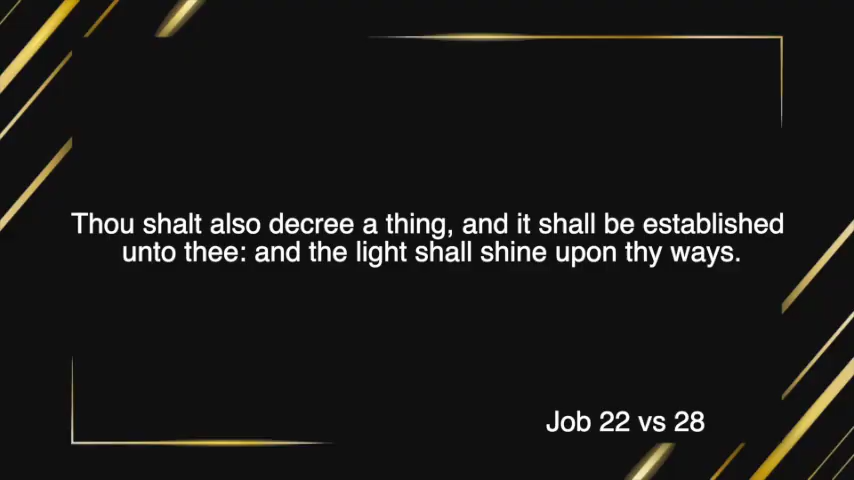 Thou shalt also decree a thing, and it shall be established
unto thee: and the light shall shine upon thy ways.
Job 22 vs 28